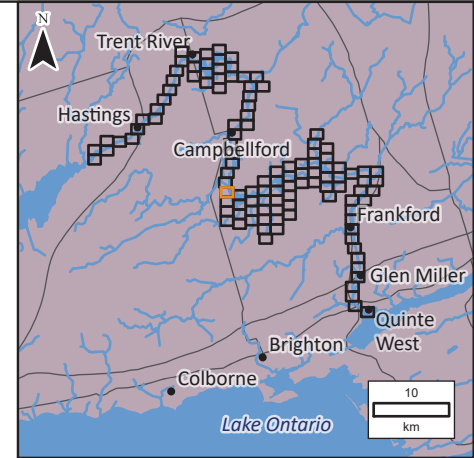 N
Trent River
Hastings
Campbellford
Frankford
Glen Miller
Quinte
West
Brighton
Colborne
10
km
Lake Ontario